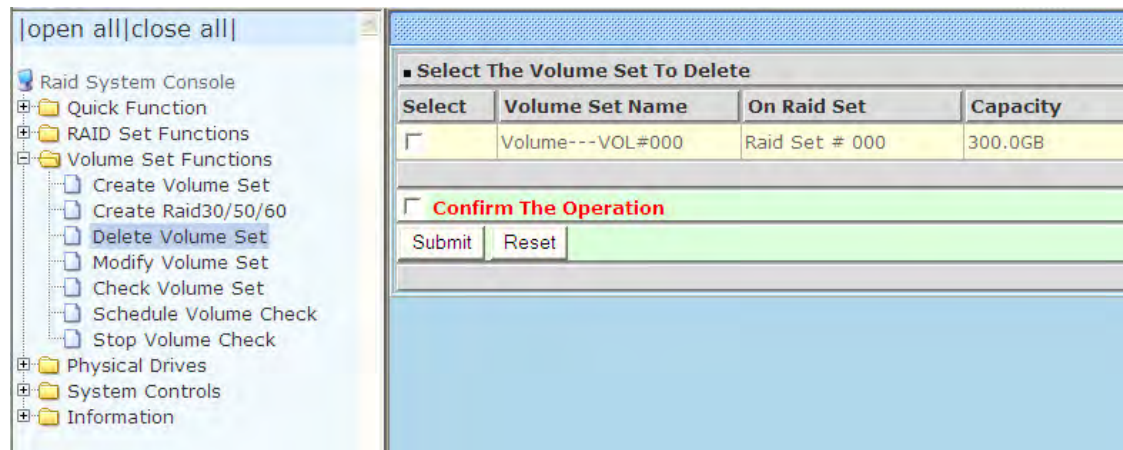 |open all|close all|
Raid System Console
Quick Function
RAID Set Functions
Volume Set Functions
Create Volume Set
Create Raid30/50/60
Delete Volume Set
Modify Volume Set
Check Volume Set
Schedule Volume Check
Stop Volume Check
Physical Drives
System Controls
Information
Select The Volume Set To Delete
Select Volume Set Name On Raid Set Capacity
Volume---VOL#000 Raid Set # 000 300.0GB
Confirm The Operation
Submit Reset